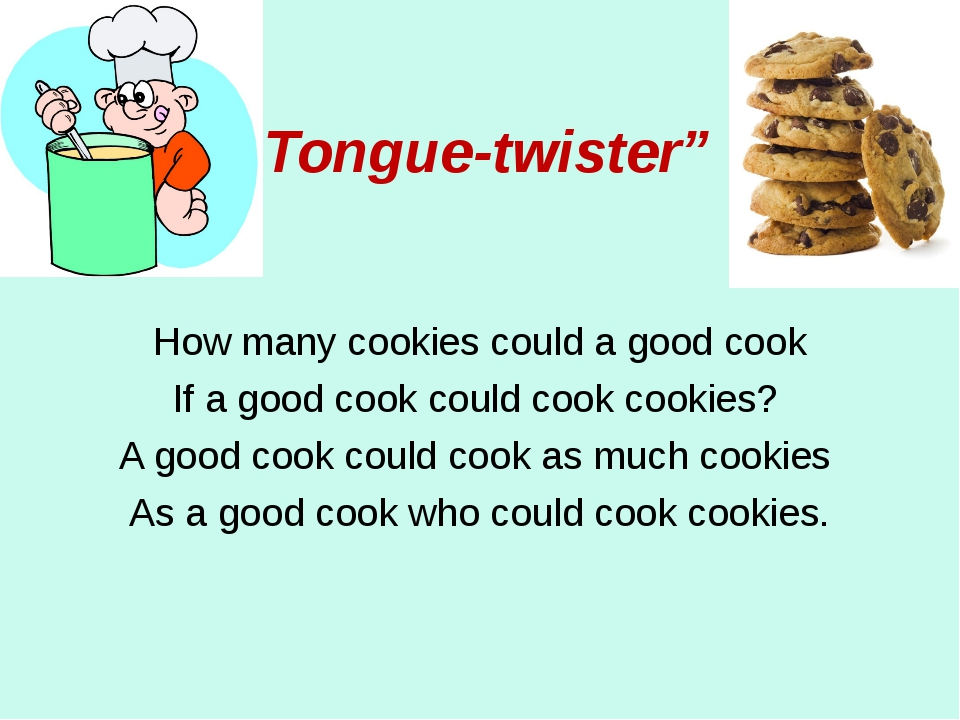 Tongue-twister”
How many cookies could a good cook
If a good cook could cook cookies?
A good cook could cook as much cookies
As a good cook who could cook cookies.